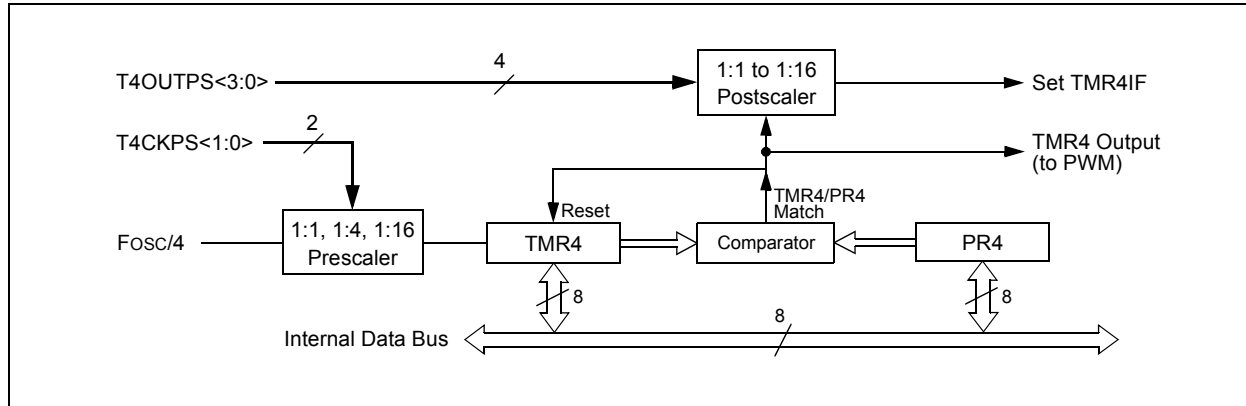 T4OUTPS<3:0>
4
1:1 to 1:16
Postscaler
Set TMR4IF
T4CKPS<1:0>
2
TMR4 Output
(to PWM)
TMR4/PR4
Match
Reset
FOSC/4
1:1, 1:4, 1:16
Prescaler
TMR4
Comparator
PR4
8
8
8
Internal Data Bus